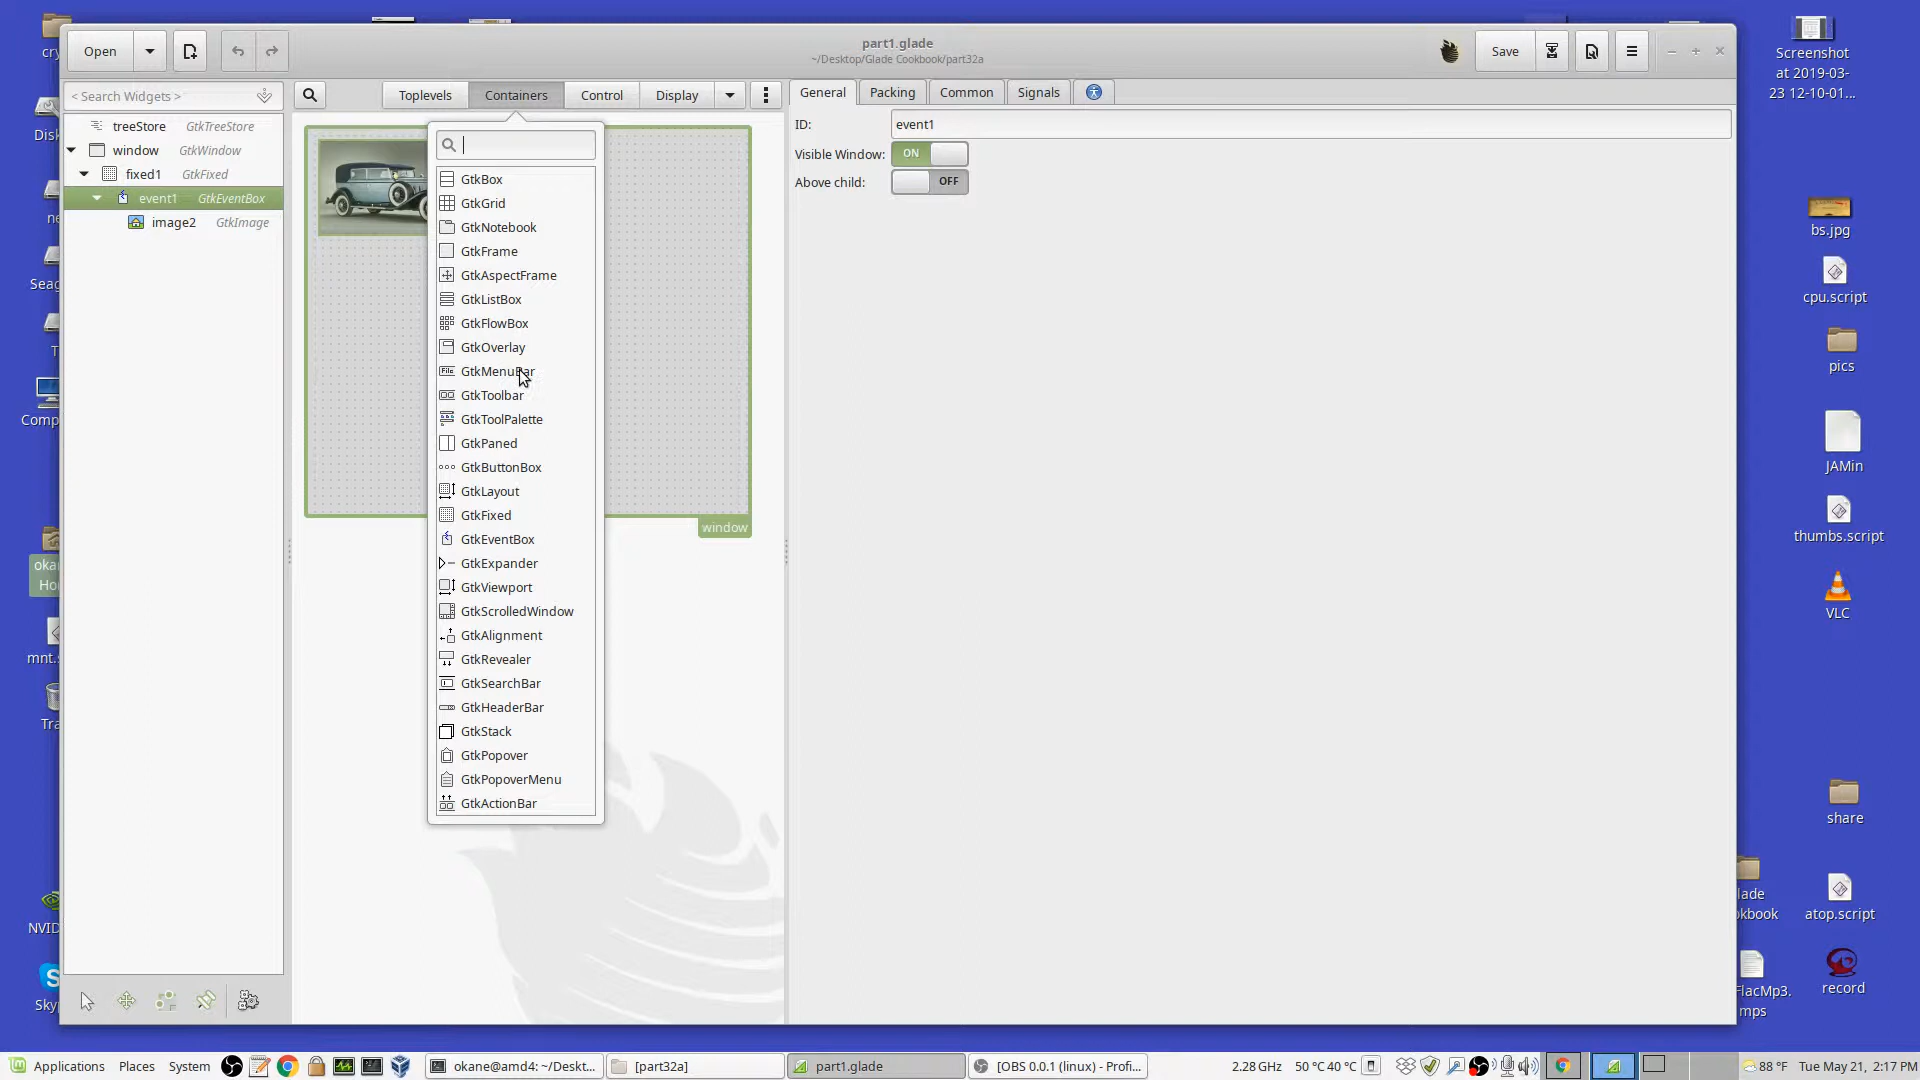 part1.glade
~/Desktop/Glade Cookbook/part32a
Open
Save
< Search Widgets >
Toplevels
Containers
Control
Display
General
Packing
Common
Signals
treeStore GtkTreeStore
window GtkWindow
fixed1 GtkFixed
event1 GtkEventBox
image2 GtkImage
ID: event1
Visible Window: ON
Above child: OFF
GtkBox
GtkGrid
GtkNotebook
GtkFrame
GtkAspectFrame
GtkListBox
GtkFlowBox
GtkOverlay
GtkMenuBar
GtkToolbar
GtkToolPalette
GtkPaned
GtkButtonBox
GtkLayout
GtkFixed
GtkEventBox
GtkExpander
GtkViewport
GtkScrolledWindow
GtkAlignment
GtkRevealer
GtkSearchBar
GtkHeaderBar
GtkStack
GtkPopover
GtkPopoverMenu
GtkActionBar
window
Screenshot
at 2019-03-
23 12-10-01...
bs.jpg
cpu.script
pics
JAMin
thumbs.script
VLC
share
atop.script
record
Applications
Places
System
okane@amd4: ~/Deskt...
[part32a]
part1.glade
[OBS 0.0.1 (linux) - Profi...
2.28 GHz
50 °C 40 °C
88 °F
Tue May 21, 2:17 PM